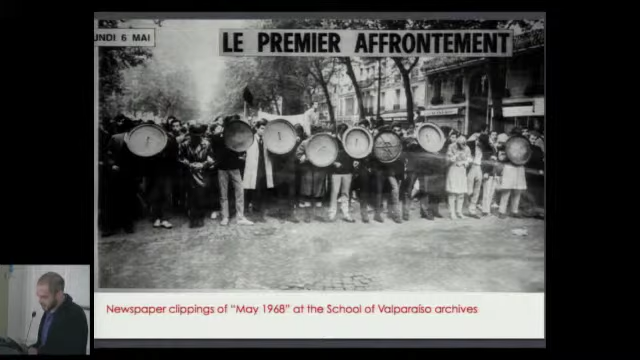 UNDI 6 MAI
LE PREMIER AFFRONTEMENT
Newspaper clippings of "May 1968" at the School of Valparaíso archives